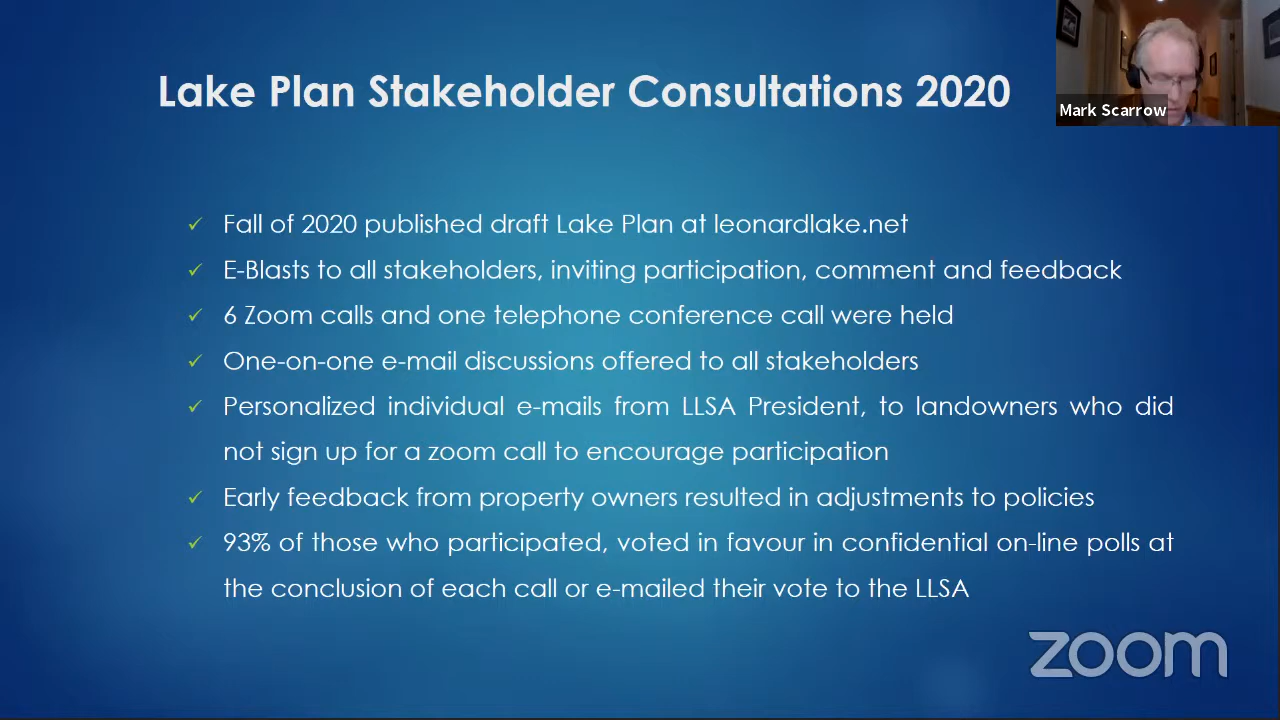 Lake Plan Stakeholder Consultations 2020
Mark Scarrow
✓ Fall of 2020 published draft Lake Plan at leonardlake.net
✓ E-Blasts to all stakeholders, inviting participation, comment and feedback
✓ 6 Zoom calls and one telephone conference call were held
✓ One-on-one e-mail discussions offered to all stakeholders
✓ Personalized individual e-mails from LLSA President, to landowners who did
not sign up for a zoom call to encourage participation
✓ Early feedback from property owners resulted in adjustments to policies
✓ 93% of those who participated, voted in favour in confidential on-line polls at
the conclusion of each call or e-mailed their vote to the LLSA
zoom